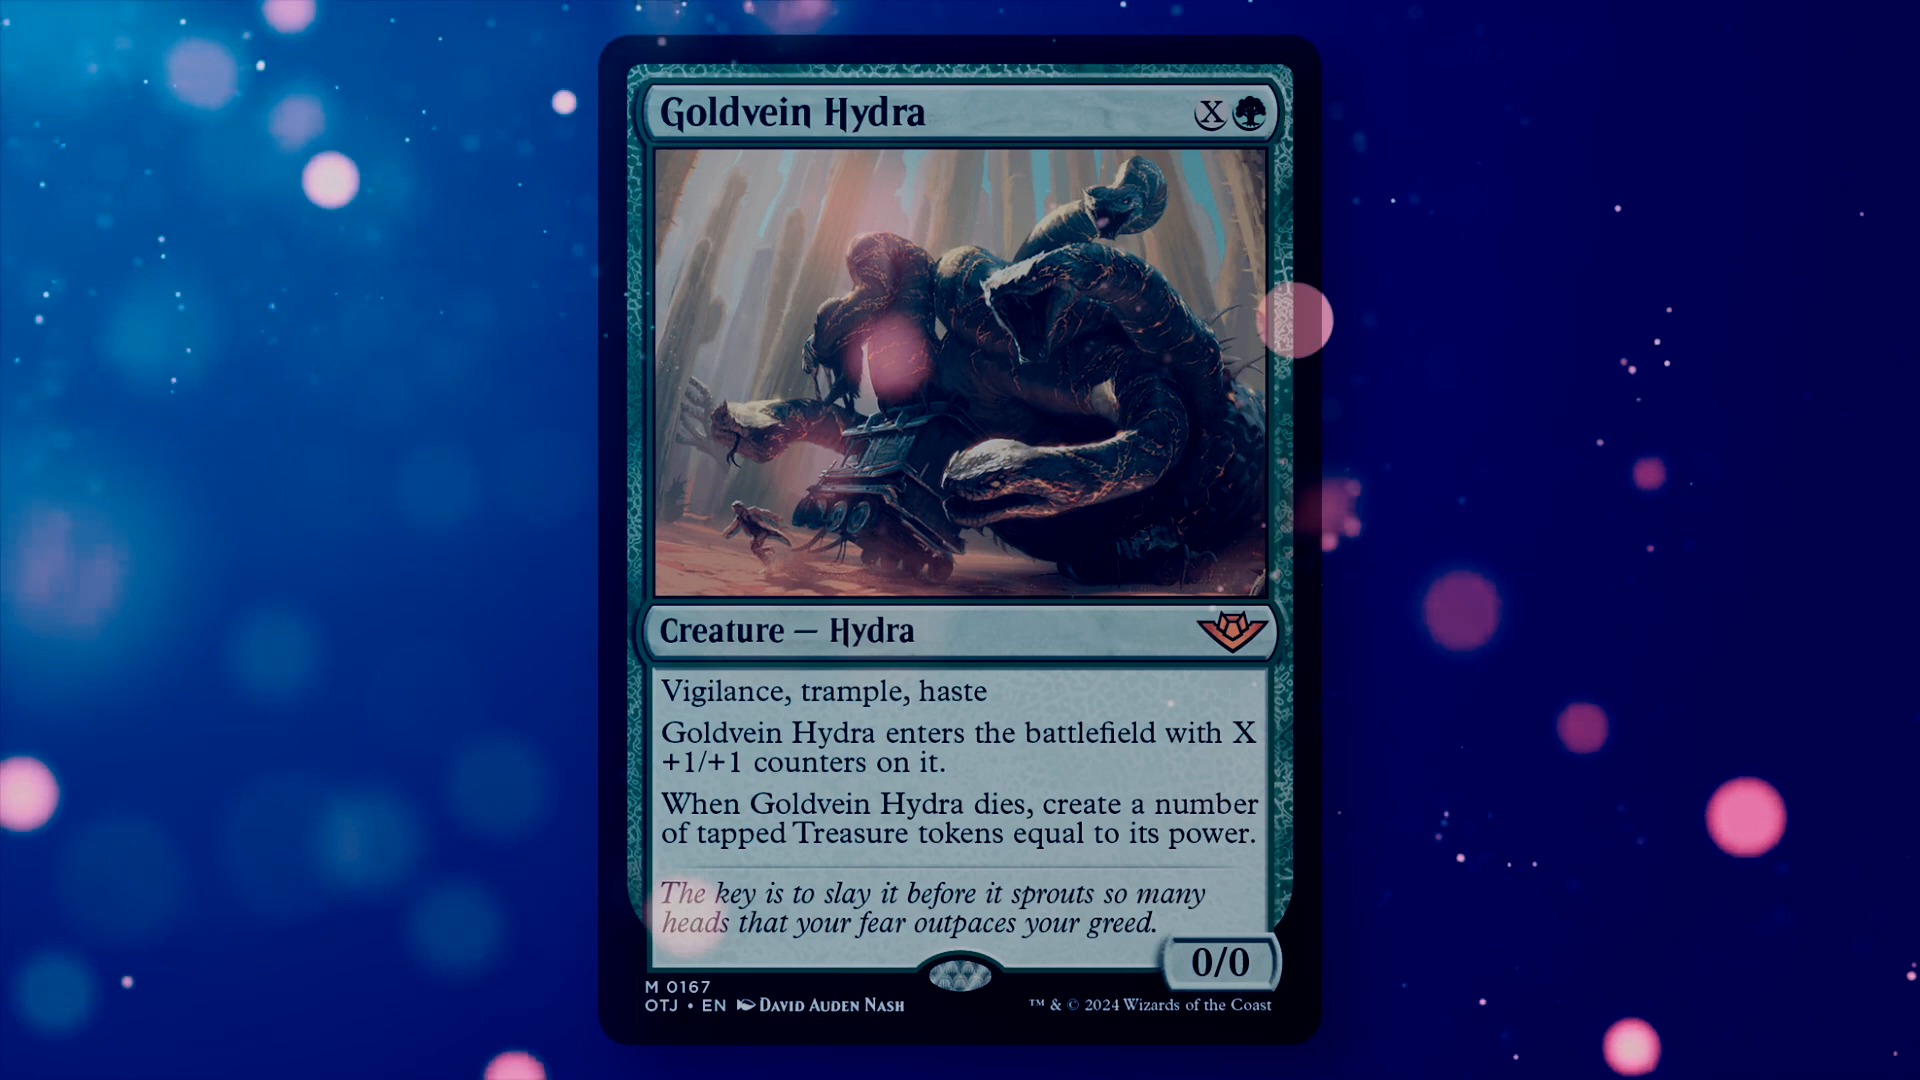 Goldvein Hydra X
Creature — Hydra
Vigilance, trample, haste
Goldvein Hydra enters the battlefield with X
+1/+1 counters on it.
When Goldvein Hydra dies, create a number
of tapped Treasure tokens equal to its power.
The key is to slay it before it sprouts so many
heads that your fear outpaces your greed.
0/0
M 0167
OTJ • EN DAVID AUDEN NASH
™ & © 2024 Wizards of the Coast